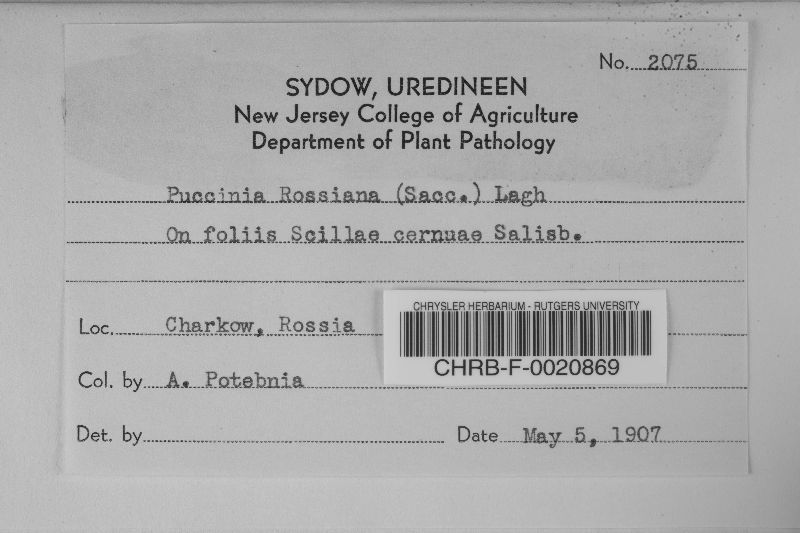 No. 2075
SYDOW, UREDINEEN
New Jersey College of Agriculture
Department of Plant Pathology
Puccinia Rossiana (Sacc.) Lagh
On foliis Scillae cernuae Salisb.
Loc. Charkow, Rossia
CHRYSLER HERBARIUM - RUTGERS UNIVERSITY
CHRB-F-0020869
Col. by A. Potebnia
Det. by
Date May 5, 1907